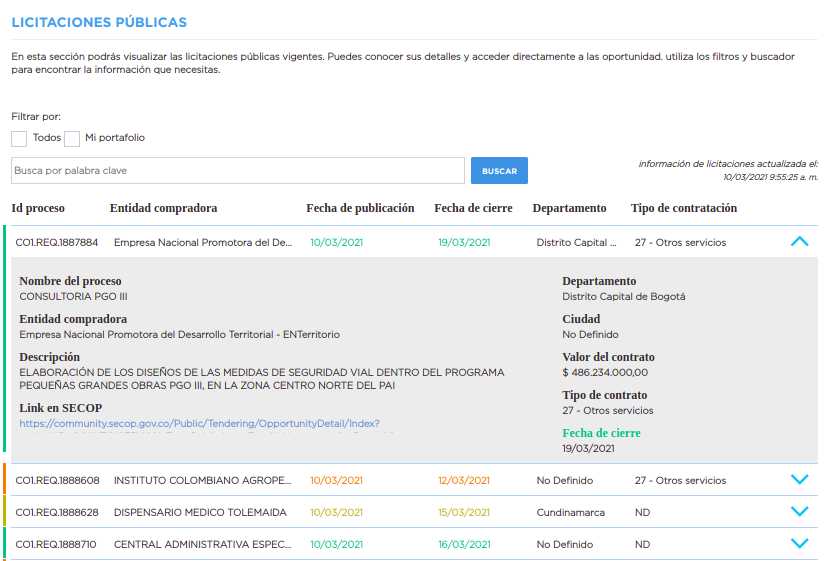 LICITACIONES PÚBLICAS
En esta sección podrás visualizar las licitaciones públicas vigentes. Puedes conocer sus detalles y acceder directamente a las oportunidad. utiliza los filtros y buscador
para encontrar la información que necesitas.
Filtrar por:
Todos Mi portafolio
Busca por palabra clave BUSCAR
información de licitaciones actualizada el:
10/03/2021 9:55:25 a. m.
Id proceso Entidad compradora Fecha de publicación Fecha de cierre Departamento Tipo de contratación
CO1.REQ.1887884 Empresa Nacional Promotora del De... 10/03/2021 19/03/2021 Distrito Capital ... 27 - Otros servicios
Nombre del proceso
CONSULTORIA PGO III
Entidad compradora
Empresa Nacional Promotora del Desarrollo Territorial - ENTerritorio
Descripción
ELABORACIÓN DE LOS DISEÑOS DE LAS MEDIDAS DE SEGURIDAD VIAL DENTRO DEL PROGRAMA
PEQUEÑAS GRANDES OBRAS PGO III, EN LA ZONA CENTRO NORTE DEL PAI
Link en SECOP
https://community.secop.gov.co/Public/Tendering/OpportunityDetail/Index?
Departamento
Distrito Capital de Bogotá
Ciudad
No Definido
Valor del contrato
$ 486.234.000,00
Tipo de contrato
27 - Otros servicios
Fecha de cierre
19/03/2021
CO1.REQ.1888608 INSTITUTO COLOMBIANO AGROPE... 10/03/2021 12/03/2021 No Definido 27 - Otros servicios
CO1.REQ.1888628 DISPENSARIO MEDICO TOLEMAIDA 10/03/2021 15/03/2021 Cundinamarca ND
CO1.REQ.1888710 CENTRAL ADMINISTRATIVA ESPEC... 10/03/2021 16/03/2021 No Definido ND